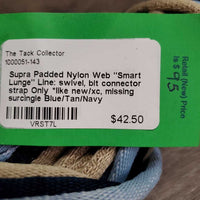 The Tack Collector
1000051-143
Supra Padded Nylon Web "Smart
Lunge" Line: swivel, bit connector
strap Only *like new/xc, missing
surcingle Blue/Tan/Navy
VRST7L
$42.50
Retail (New) Price
is $95